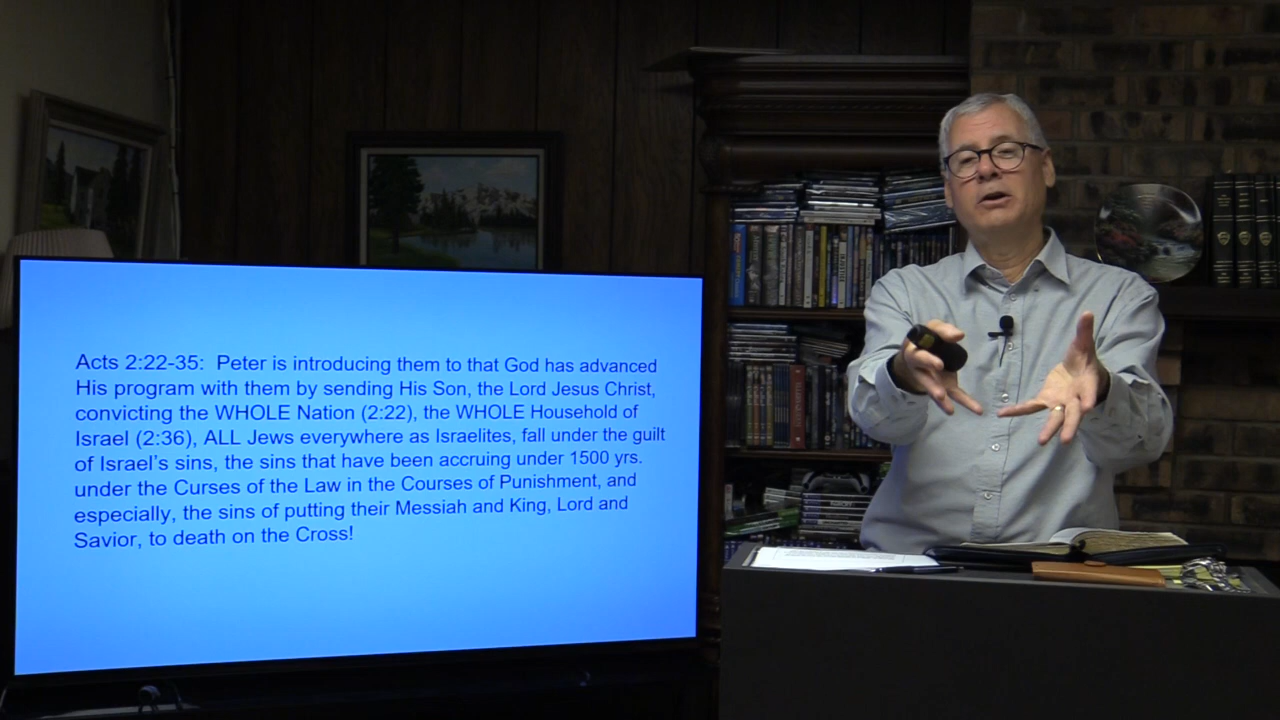 Acts 2:22-35: Peter is introducing them to that God has advanced
His program with them by sending His Son, the Lord Jesus Christ,
convicting the WHOLE Nation (2:22), the WHOLE Household of
Israel (2:36), ALL Jews everywhere as Israelites, fall under the guilt
of Israel's sins, the sins that have been accruing under 1500 yrs.
under the Curses of the Law in the Courses of Punishment, and
especially, the sins of putting their Messiah and King, Lord and
Savior, to death on the Cross!